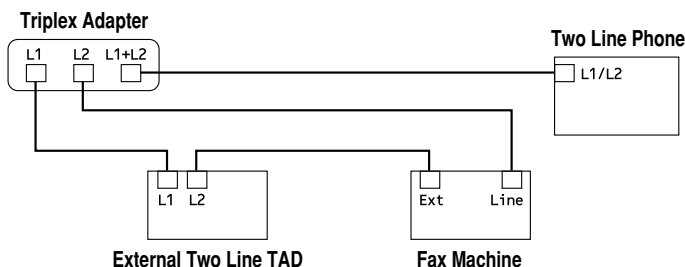 Triplex Adapter
Two Line Phone
L1 L2 L1+L2
L1/L2
L1 L2
Ext Line
External Two Line TAD
Fax Machine